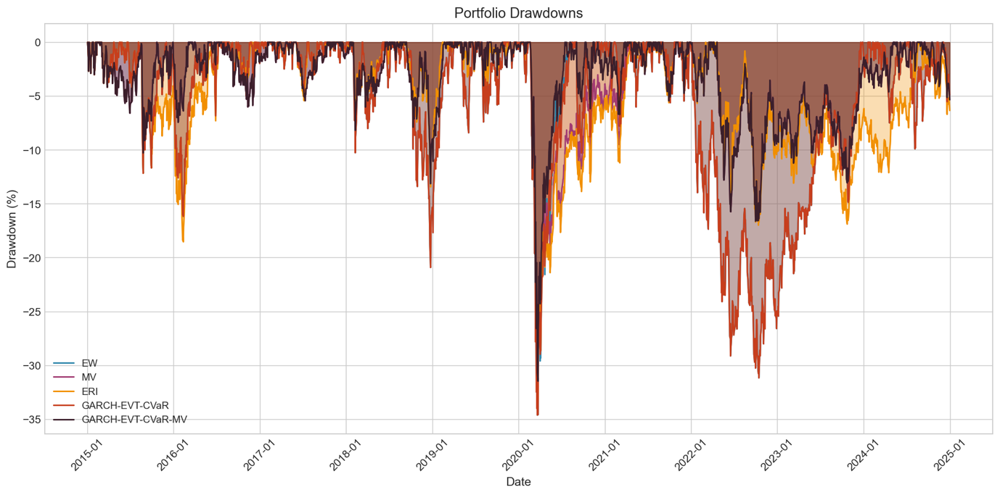 Portfolio Drawdowns
0
−5
−10
−15
−20
−25
−30
−35
Drawdown (%)
EW
MV
ERI
GARCH-EVT-CVaR
GARCH-EVT-CVaR-MV
2015-01
2016-01
2017-01
2018-01
2019-01
2020-01
2021-01
2022-01
2023-01
2024-01
2025-01
Date